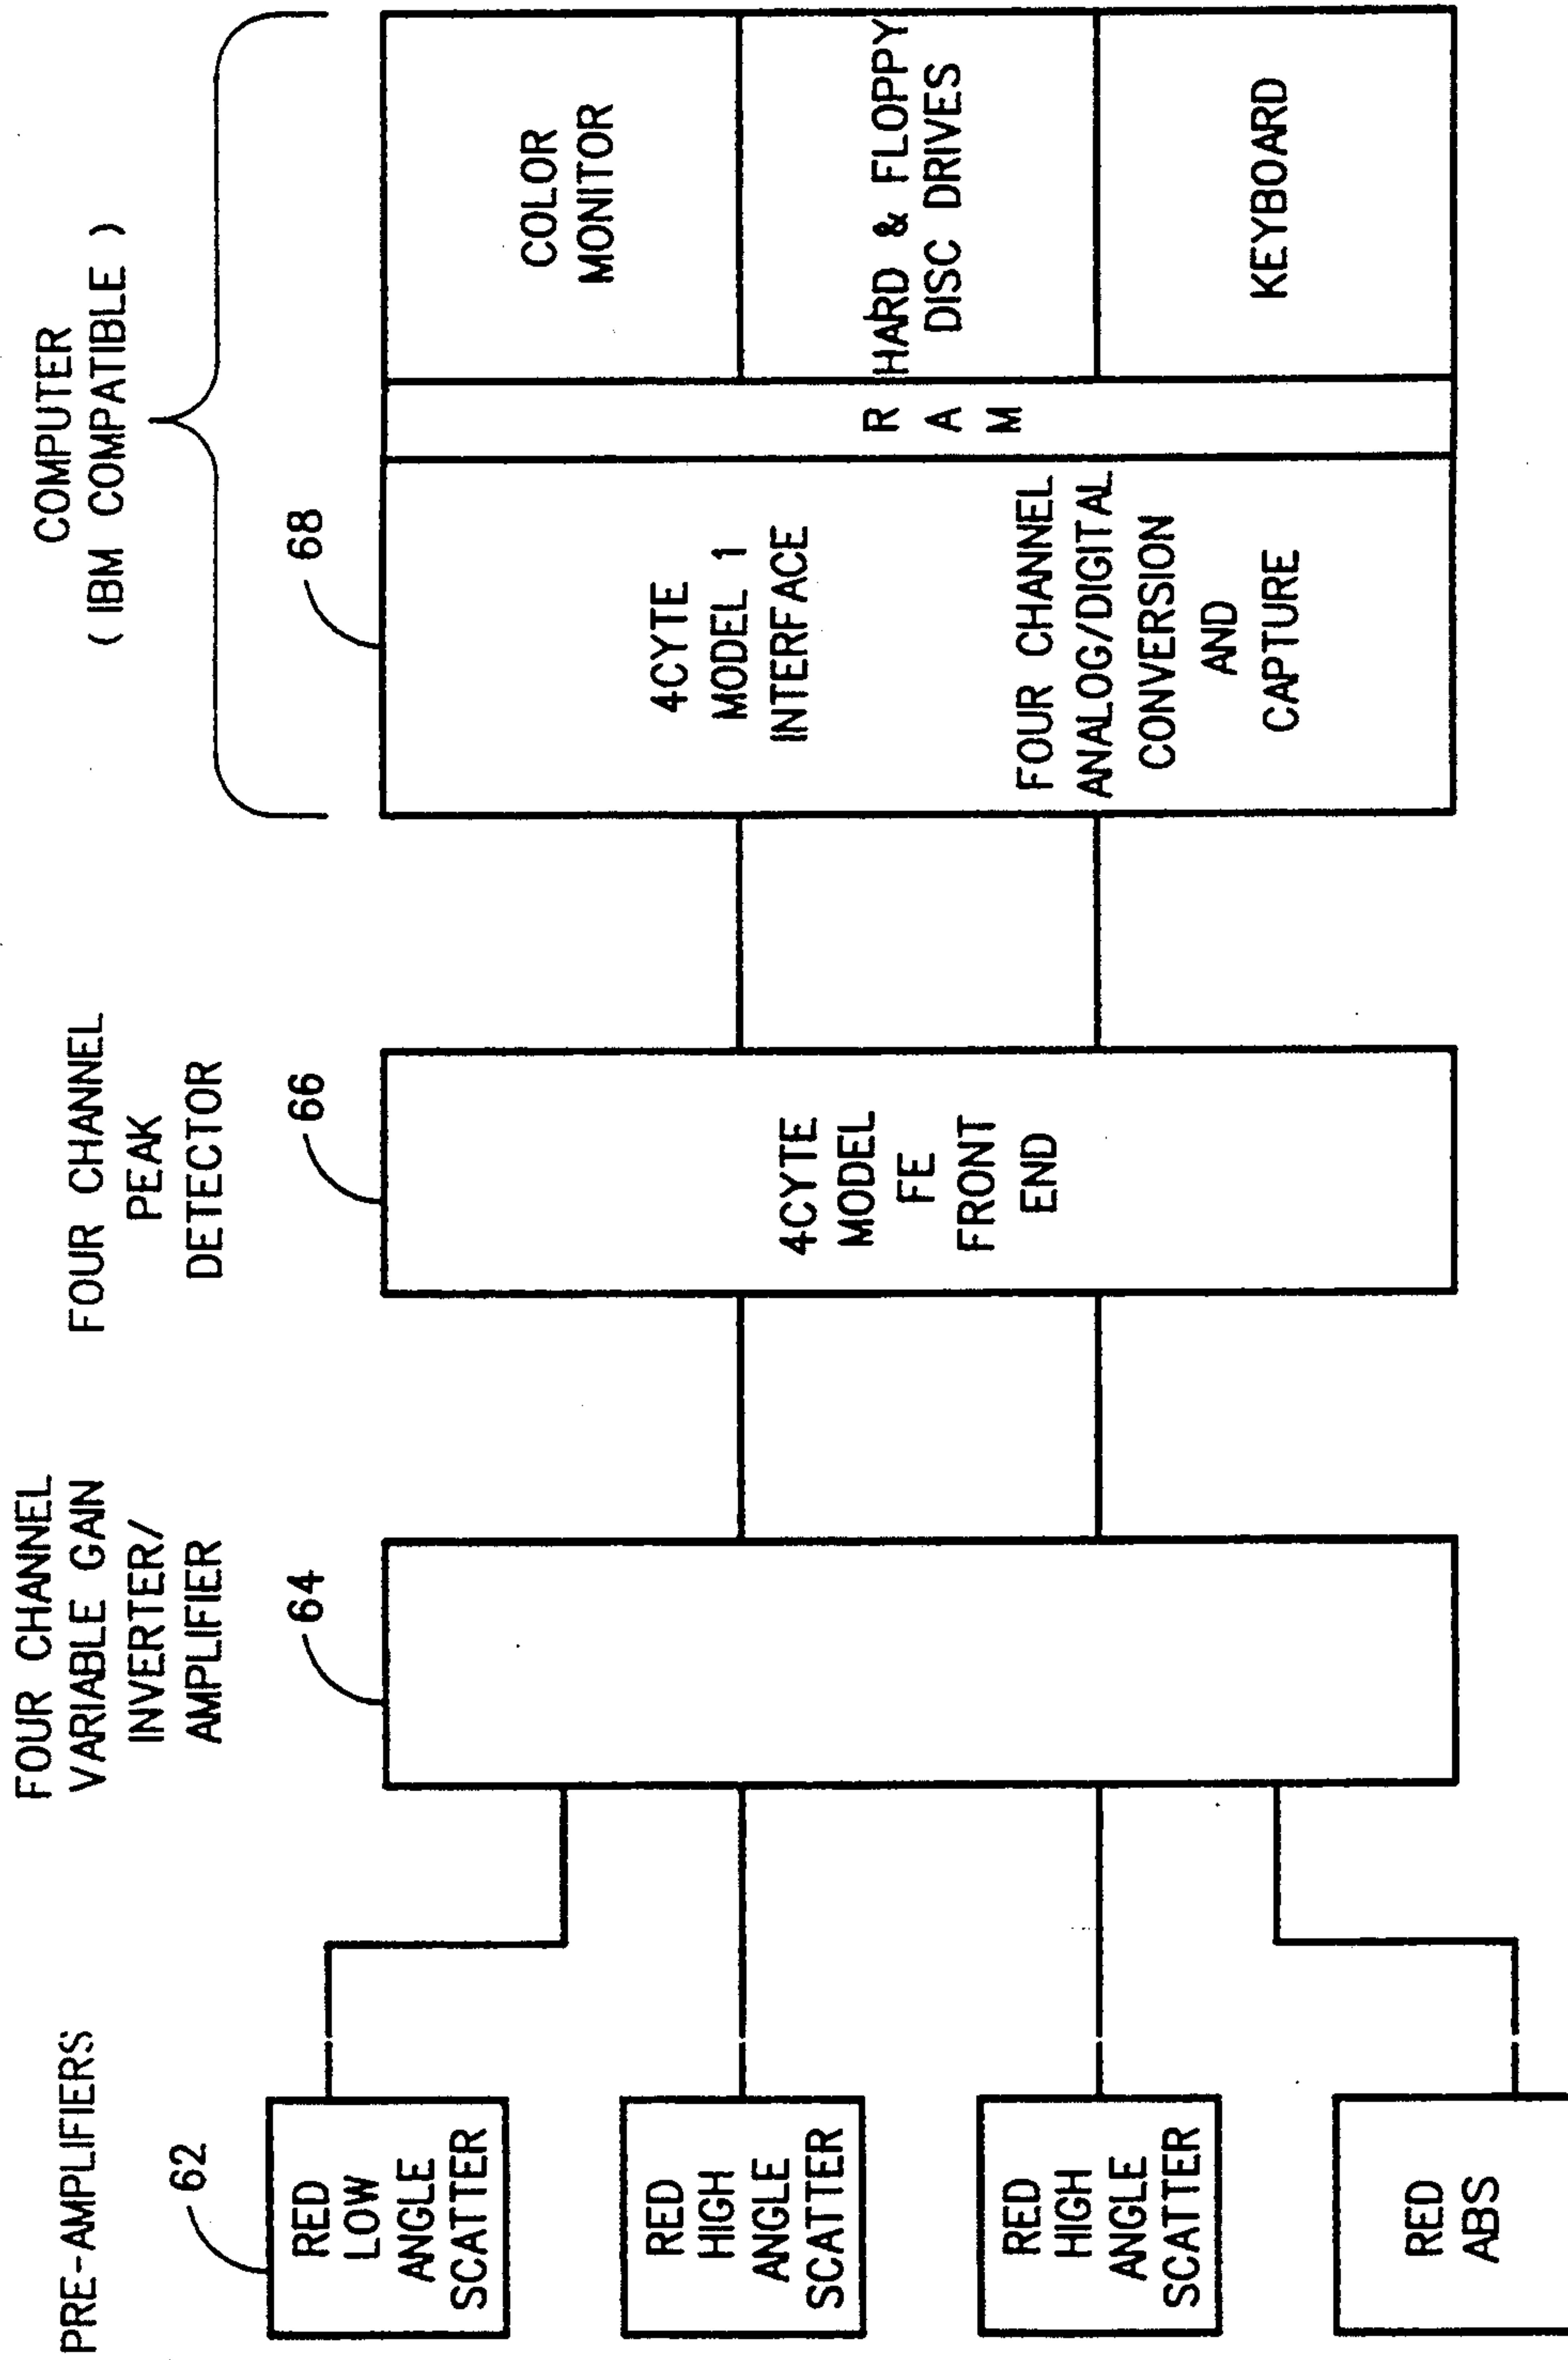 PRE-AMPLIFIERS
62
RED
LOW
ANGLE
SCATTER
RED
HIGH
ANGLE
SCATTER
RED
HIGH
ANGLE
SCATTER
RED
ABS
FOUR CHANNEL
VARIABLE GAIN
INVERTER/
AMPLIFIER
64
FOUR CHANNEL
PEAK
DETECTOR
66
4CYTE
MODEL
FE
FRONT
END
COMPUTER
( IBM COMPATIBLE )
68
4CYTE
MODEL 1
INTERFACE
FOUR CHANNEL
ANALOG/DIGITAL
CONVERSION
AND
CAPTURE
R
A
M
COLOR
MONITOR
HARD & FLOPPY
DISC DRIVES
KEYBOARD